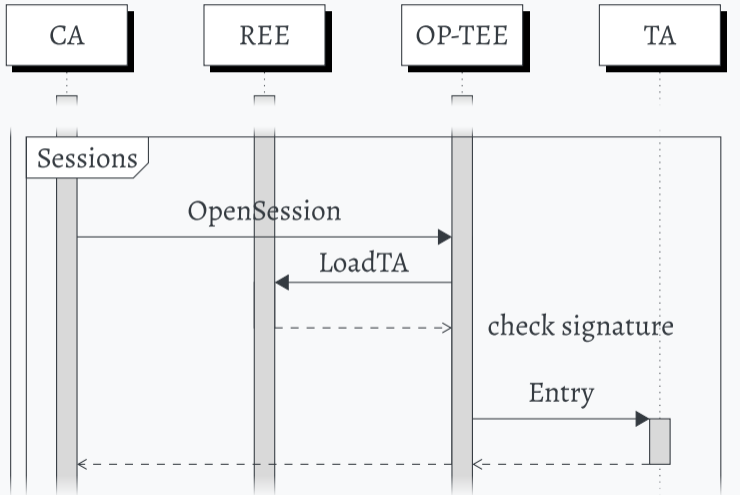 CA
REE
OP-TEE
TA
Sessions
OpenSession
LoadTA
check signature
Entry